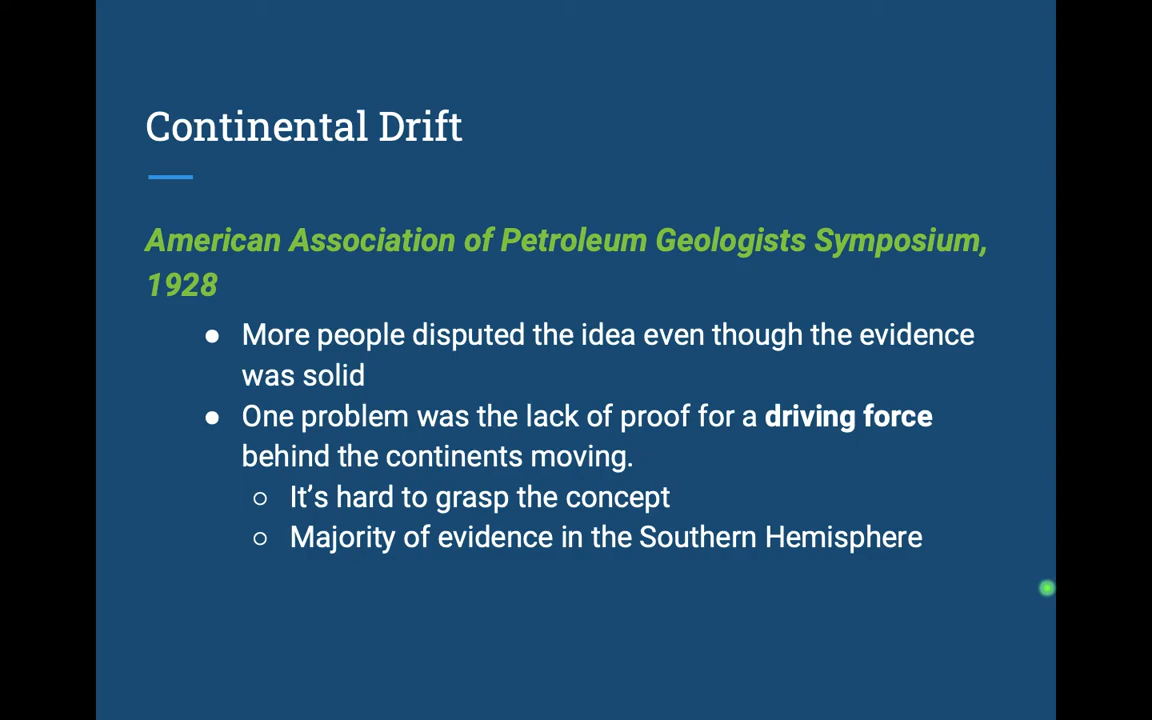 Continental Drift
American Association of Petroleum Geologists Symposium,
1928
● More people disputed the idea even though the evidence
was solid
● One problem was the lack of proof for a driving force
behind the continents moving.
○ It’s hard to grasp the concept
○ Majority of evidence in the Southern Hemisphere